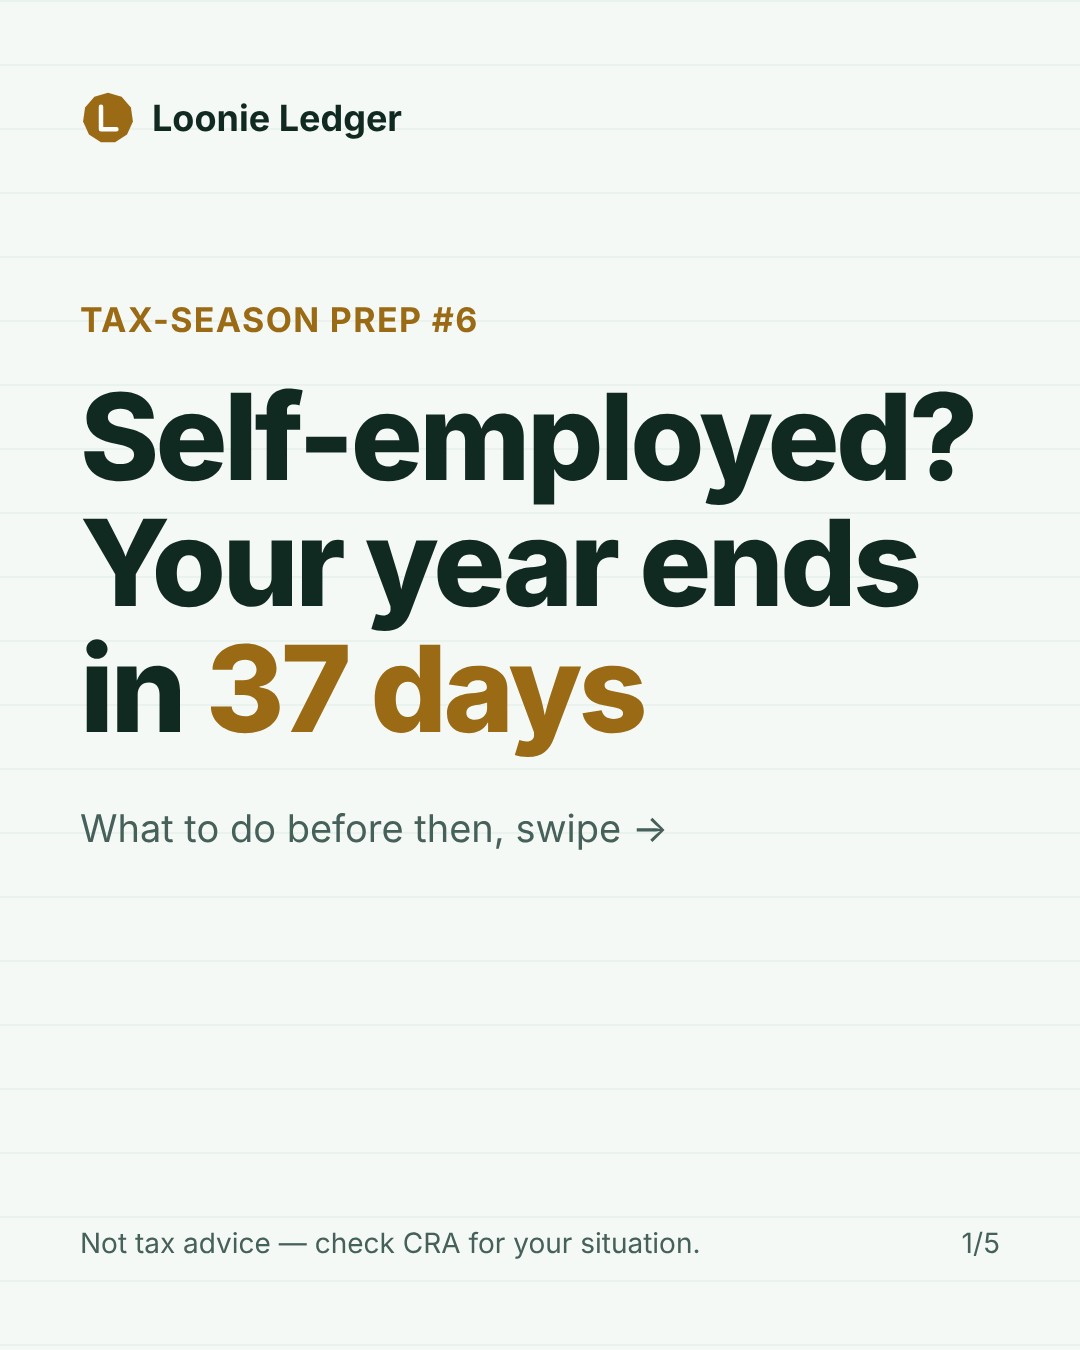 L
Loonie Ledger
TAX-SEASON PREP #6
Self-employed?
Your year ends
in 37 days
What to do before then, swipe →
Not tax advice — check CRA for your situation.
1/5